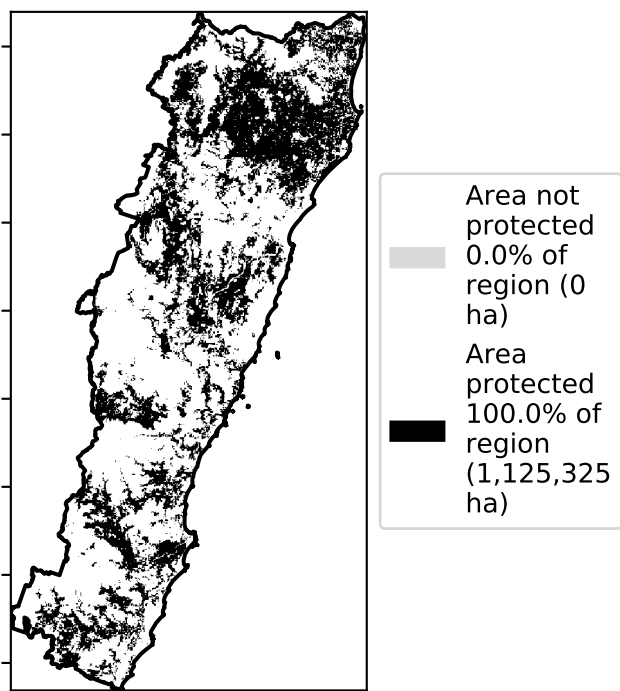 Area not
protected
0.0% of
region (0
ha)
Area
protected
100.0% of
region
(1,125,325
ha)